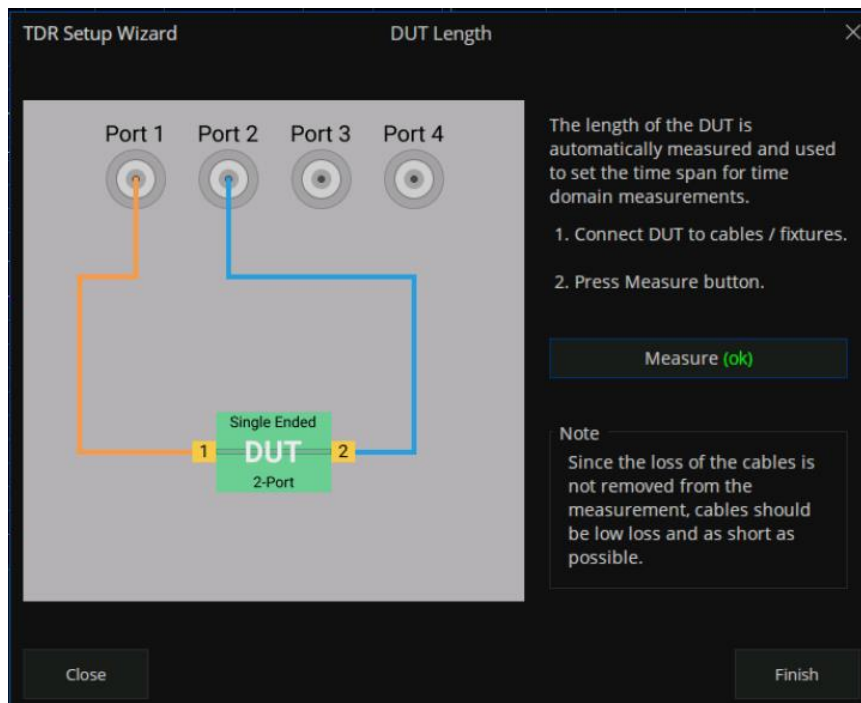 TDR Setup Wizard
DUT Length
Port 1
Port 2
Port 3
Port 4
Single Ended
1
DUT
2
2-Port
The length of the DUT is
automatically measured and used
to set the time span for time
domain measurements.
1. Connect DUT to cables / fixtures.
2. Press Measure button.
Measure (ok)
Note
Since the loss of the cables is
not removed from the
measurement, cables should
be low loss and as short as
possible.
Close
Finish